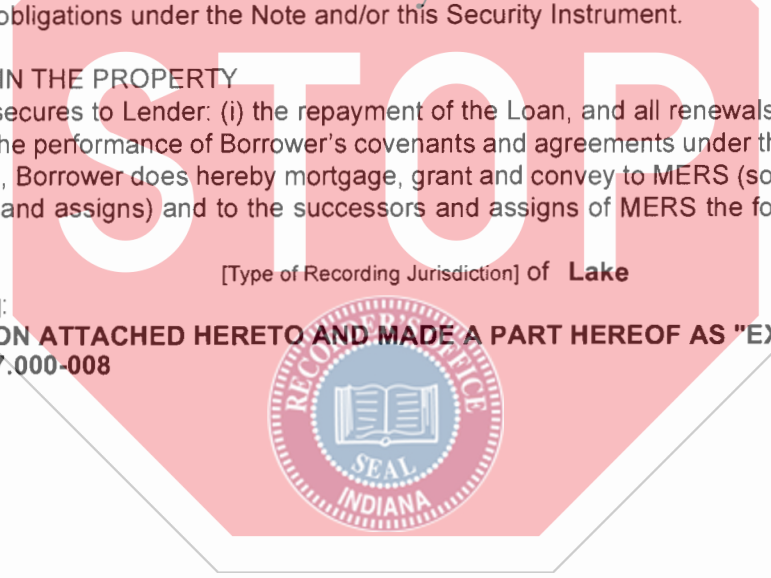 obligations under the Note and/or this Security Instrument.
IN THE PROPERTY
secures to Lender: (i) the repayment of the Loan, and all renewals
he performance of Borrower's covenants and agreements under th
, Borrower does hereby mortgage, grant and convey to MERS (so
and assigns) and to the successors and assigns of MERS the fo
[Type of Recording Jurisdiction] of Lake
:
ON ATTACHED HERETO AND MADE A PART HEREOF AS "EX
7.000-008
STOP
RECORDER'S OFFICE
SEAL
INDIANA